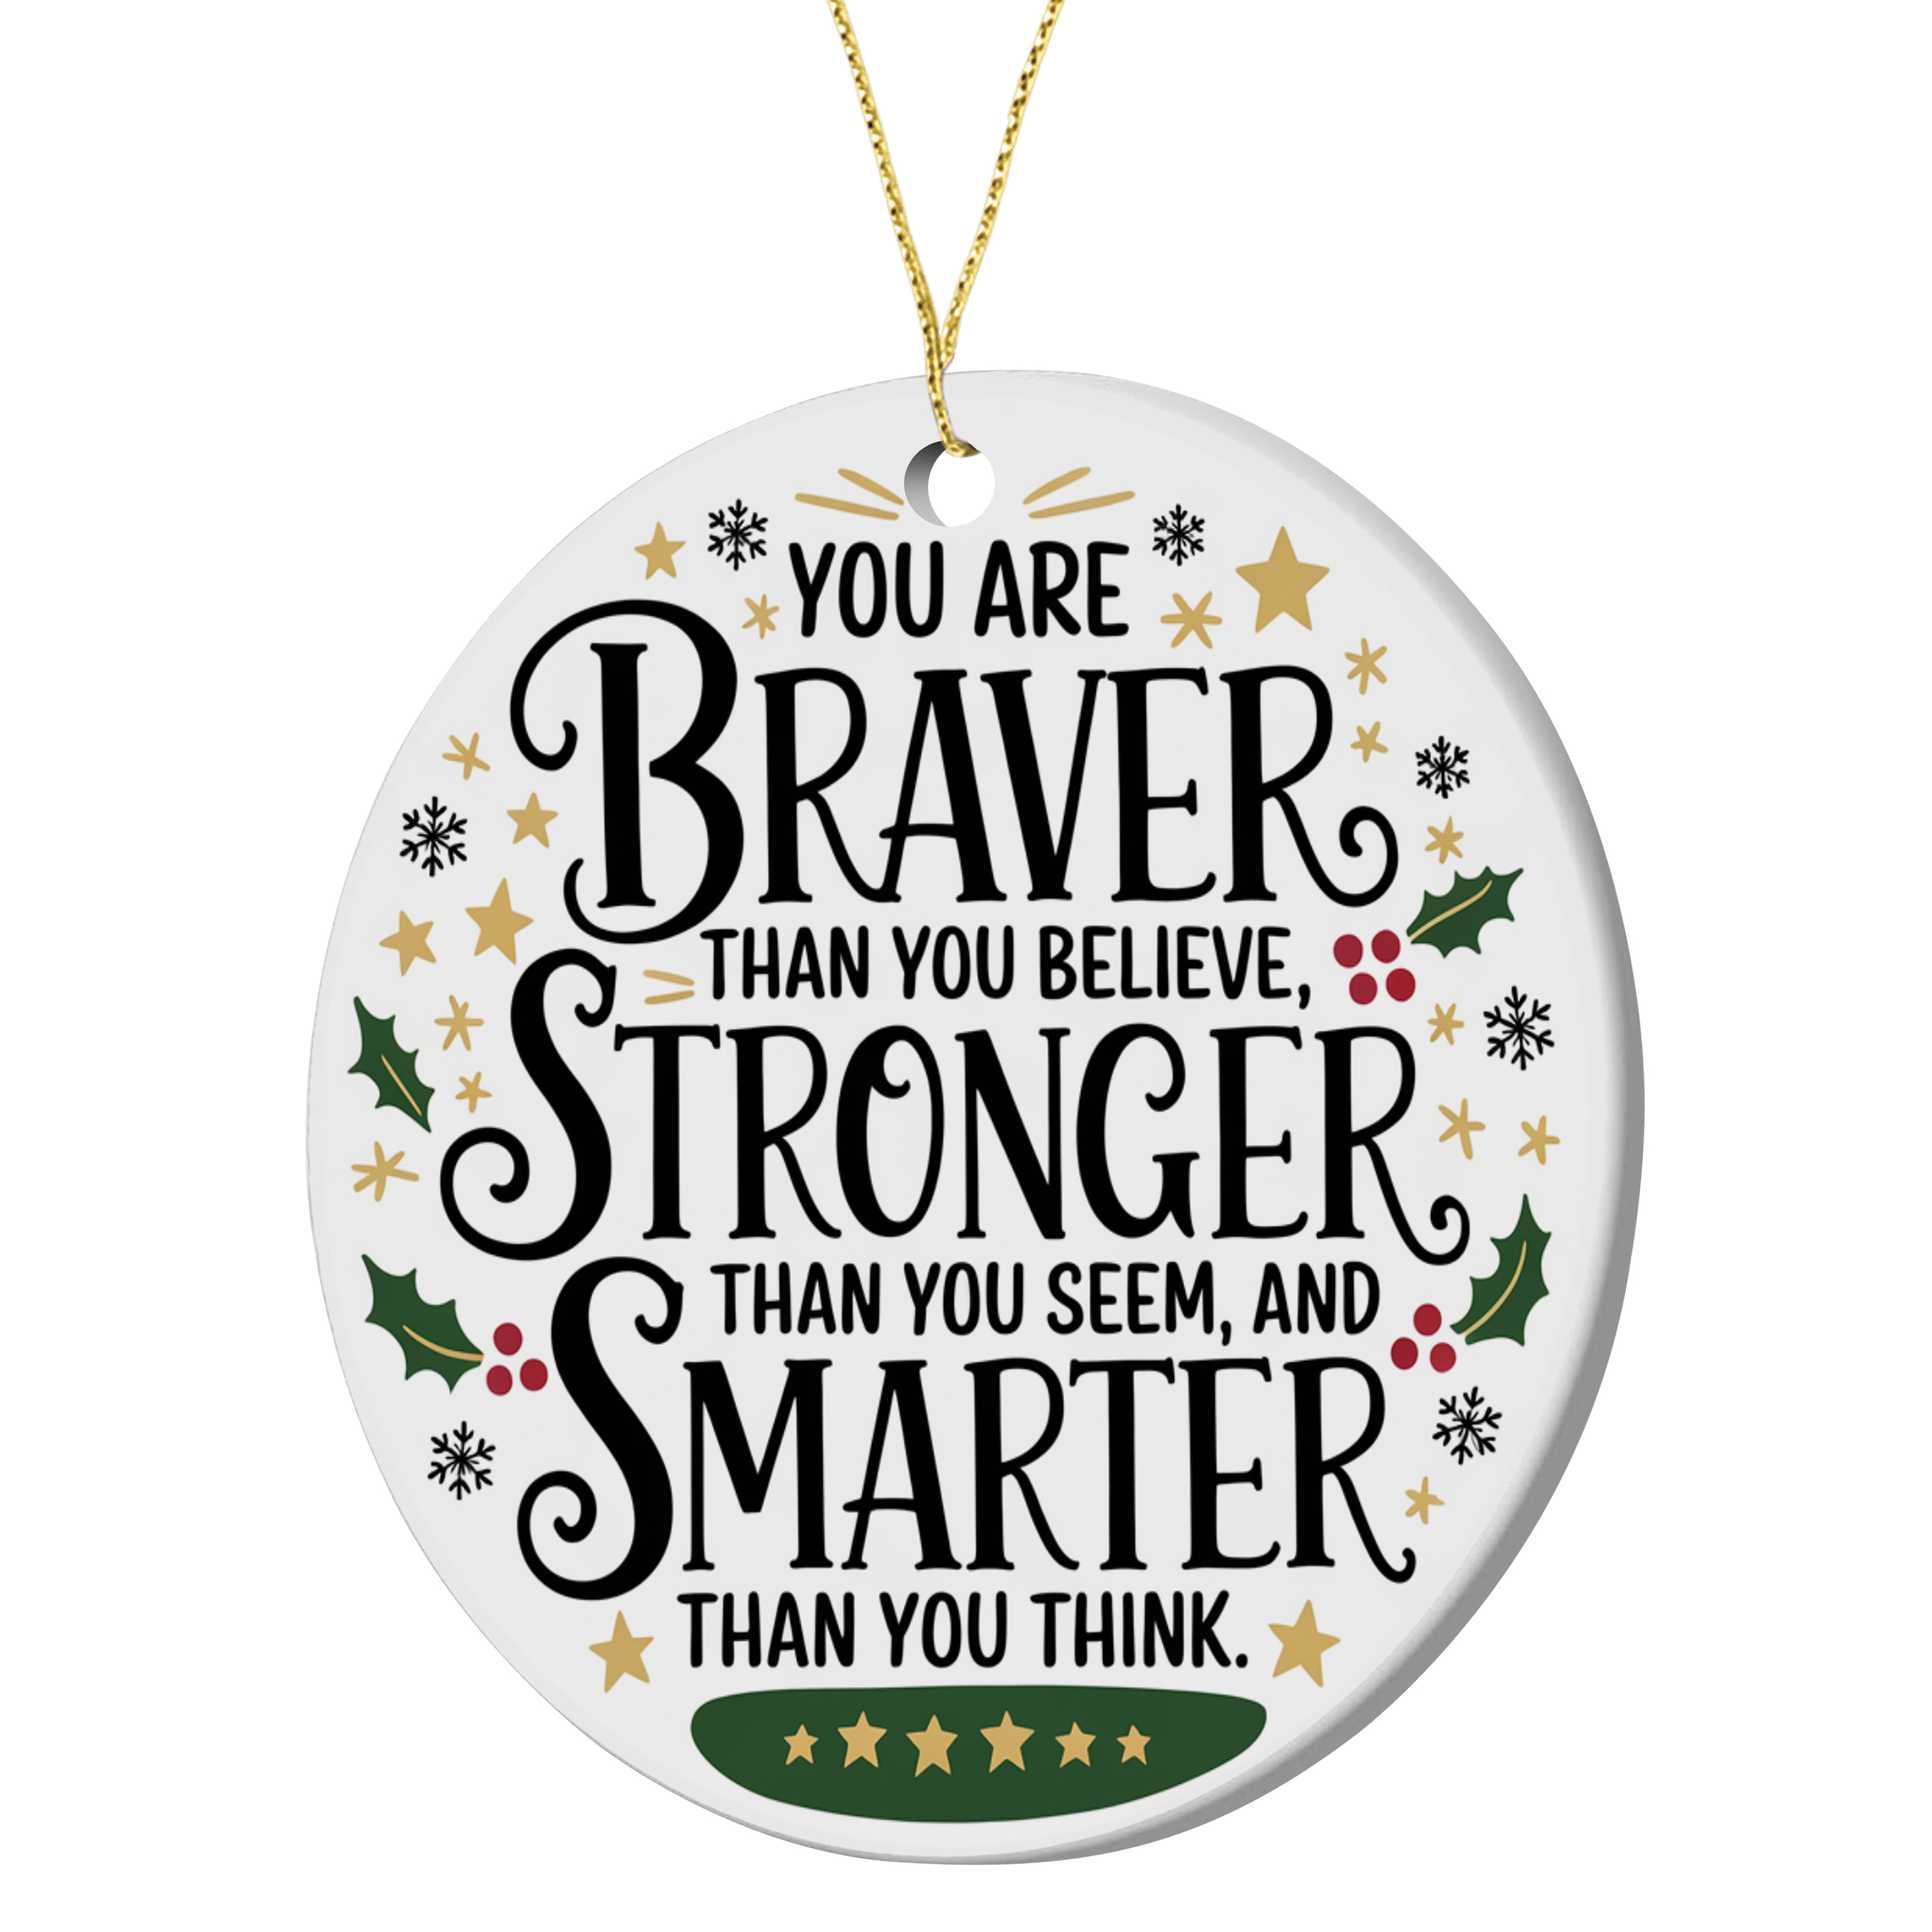 YOU ARE
BRAVER
THAN YOU BELIEVE,
STRONGER
THAN YOU SEEM, AND
SMARTER
THAN YOU THINK.